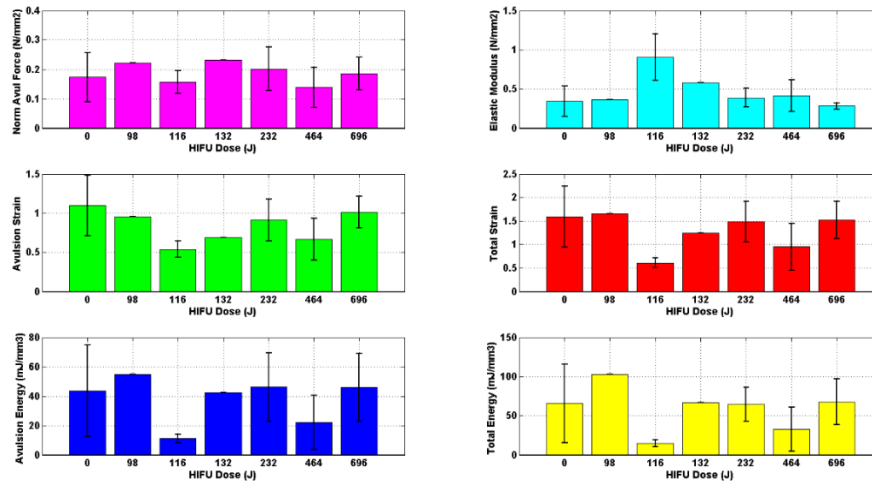 Norm Avul Force (N/mm2)
0.4
0.3
0.2
0.1
0
0 98 116 132 232 464 696
HIFU Dose (J)
Elastic Modulus (N/mm2)
1.5
1
0.5
0
0 98 116 132 232 464 696
HIFU Dose (J)
Avulsion Strain
1.5
1
0.5
0
0 98 116 132 232 464 696
HIFU Dose (J)
Total Strain
2.5
2
1.5
1
0.5
0
0 98 116 132 232 464 696
HIFU Dose (J)
Avulsion Energy (mJ/mm3)
80
60
40
20
0
0 98 116 132 232 464 696
HIFU Dose (J)
Total Energy (mJ/mm3)
150
100
50
0
0 98 116 132 232 464 696
HIFU Dose (J)